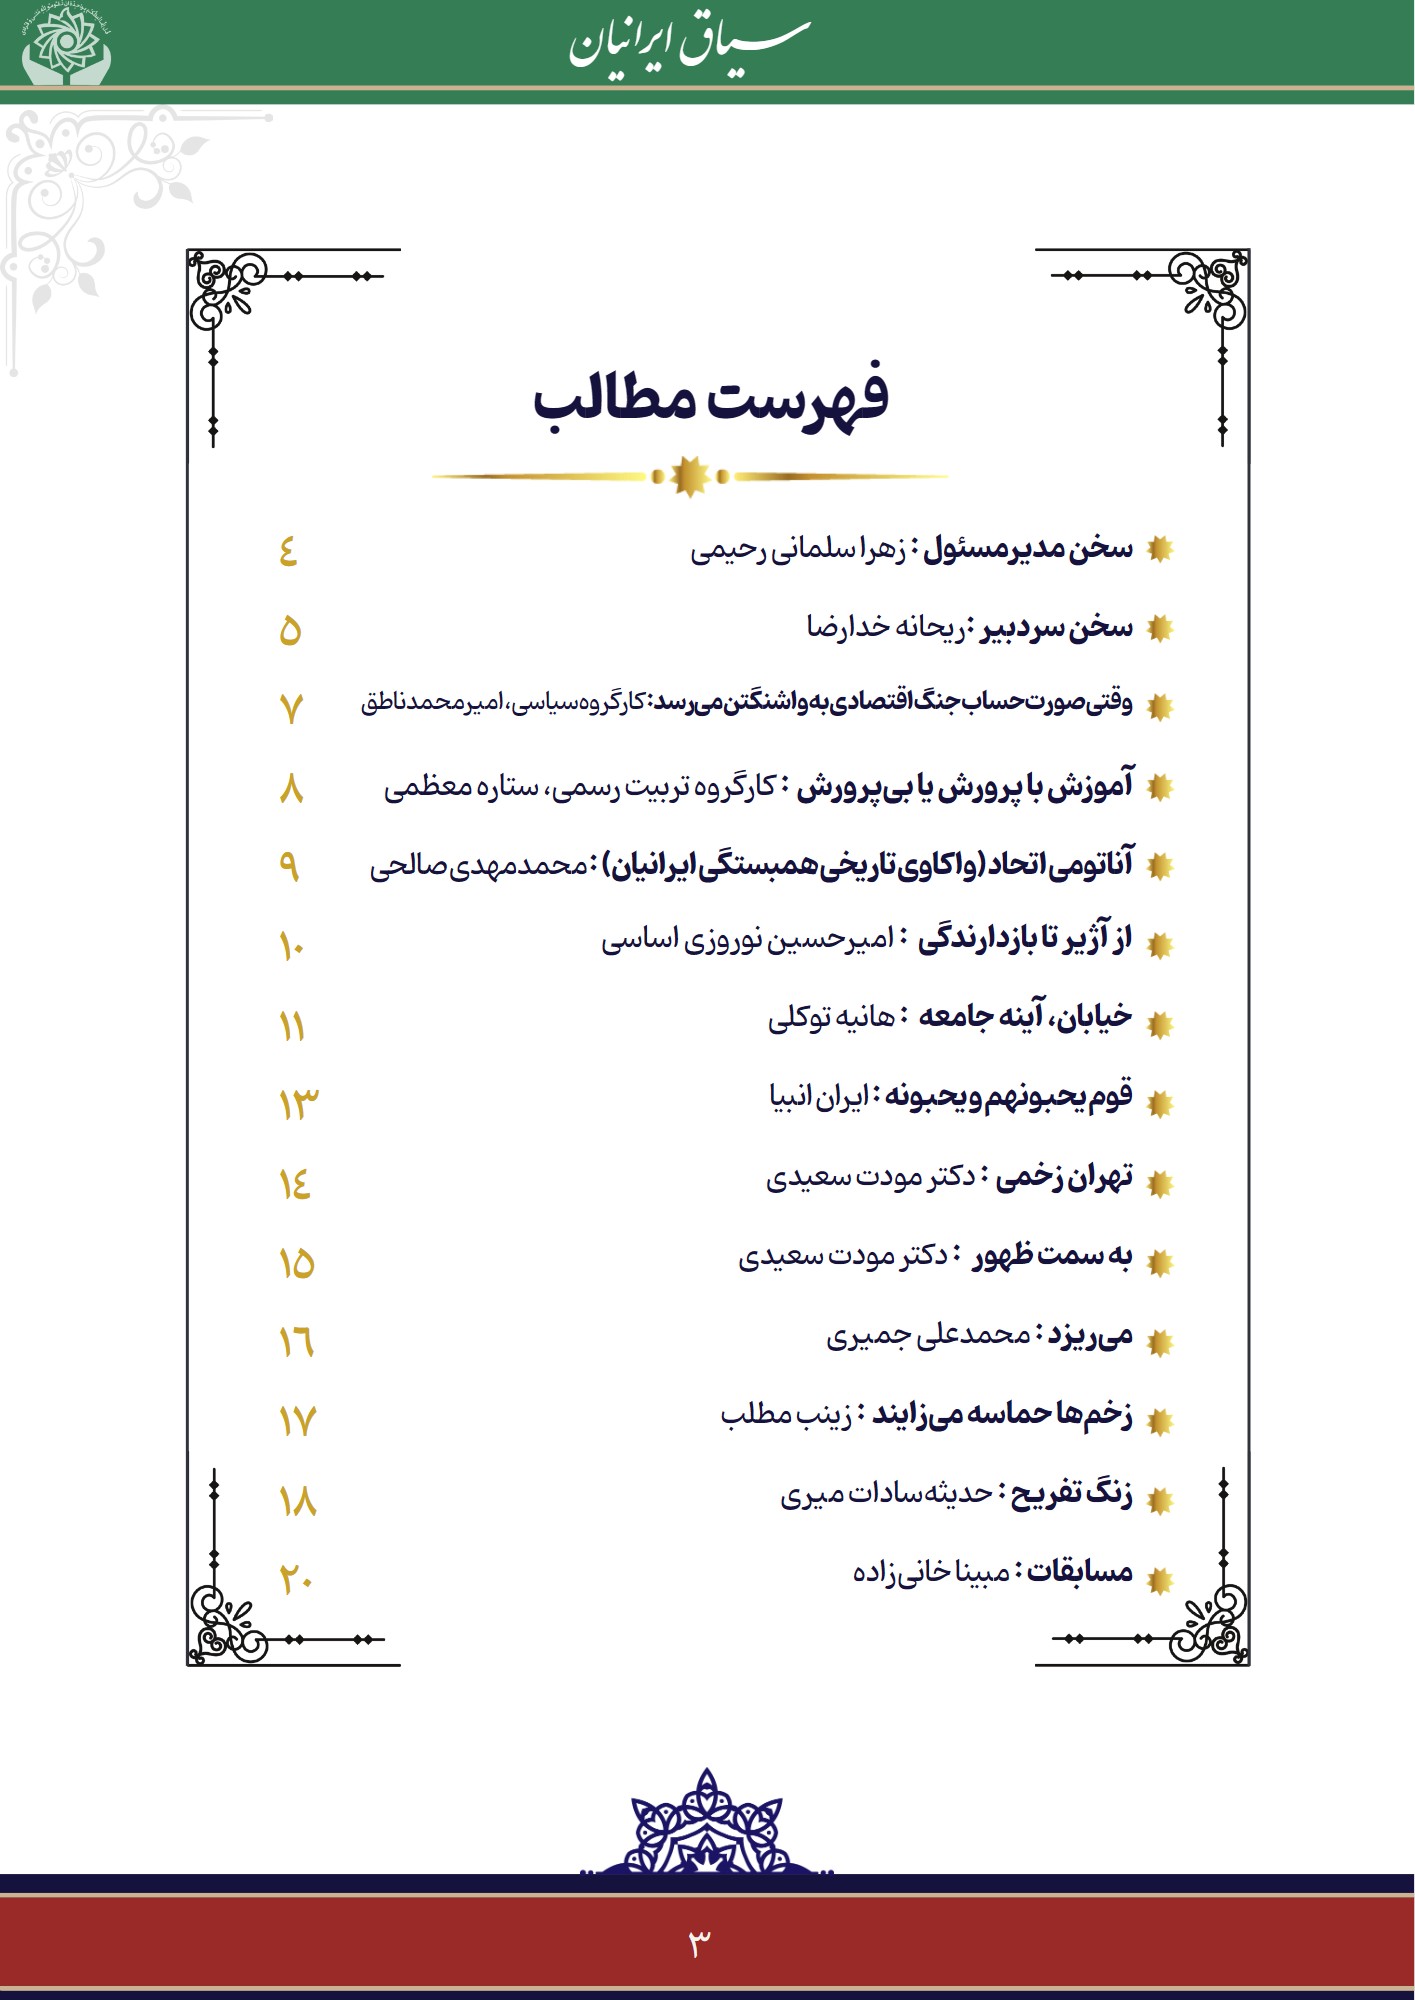 سیاق ایرانیان
فهرست مطالب
سخن مدیرمسئول : زهرا سلمانی رحیمی ٤
سخن سردبیر : ریحانه خدارضا ٥
وقتی صورت‌حساب جنگ اقتصادی به واشنگتن می‌رسد: کارگروه سیاسی، امیرمحمد ناطق ٧
آموزش با پرورش یا بی‌پرورش : کارگروه تربیت رسمی، ستاره معظمی ٨
آناتومی اتحاد (واکاوی تاریخی همبستگی ایرانیان) : محمدمهدی صالحی ٩
از آژیر تا بازدارندگی : امیرحسین نوروزی اساسی ١٠
خیابان، آینه جامعه : هانیه توکلی ١١
قوم یحبونهم و یحبونه : ایران انبیا ١٣
تهران زخمی : دکتر مودت سعیدی ١٤
به سمت ظهور : دکتر مودت سعیدی ١٥
می‌ریزد : محمدعلی جمیری ١٦
زخم‌ها حماسه می‌زایند : زینب مطلب ١٧
زنگ تفریح : حدیثه‌سادات میری ١٨
مسابقات : مبینا خانی‌زاده ٢٠
٣